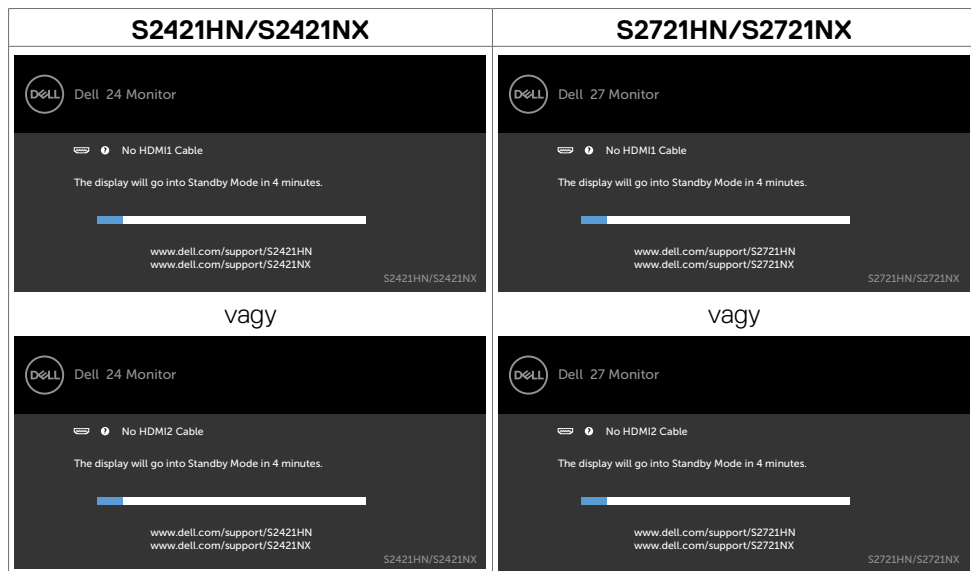 S2421HN/S2421NX
S2721HN/S2721NX
DELL
Dell 24 Monitor
No HDMI1 Cable
The display will go into Standby Mode in 4 minutes.
www.dell.com/support/S2421HN
www.dell.com/support/S2421NX
S2421HN/S2421NX
DELL
Dell 27 Monitor
No HDMI1 Cable
The display will go into Standby Mode in 4 minutes.
www.dell.com/support/S2721HN
www.dell.com/support/S2721NX
S2721HN/S2721NX
vagy
vagy
DELL
Dell 24 Monitor
? No HDMI2 Cable
The display will go into Standby Mode in 4 minutes.
www.dell.com/support/S2421HN
www.dell.com/support/S2421NX
S2421HN/S2421NX
DELL
Dell 27 Monitor
? No HDMI2 Cable
The display will go into Standby Mode in 4 minutes.
www.dell.com/support/S2721HN
www.dell.com/support/S2721NX
S2721HN/S2721NX